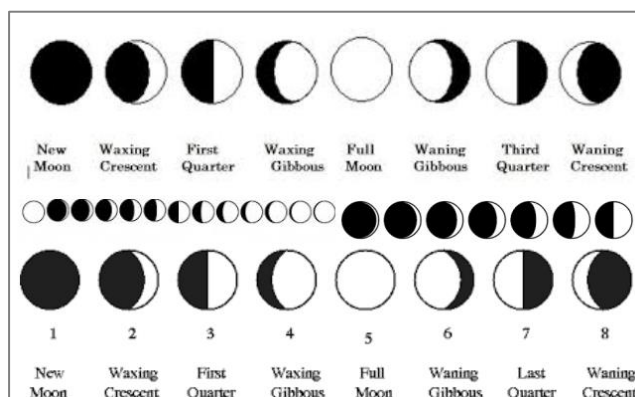 New Waxing First Waxing Full Waning Third Waning
Moon Crescent Quarter Gibbous Moon Gibbous Quarter Crescent
1 2 3 4 5 6 7 8
New Waxing First Waxing Full Waning Last Waning
Moon Crescent Quarter Gibbous Moon Gibbous Quarter Crescent